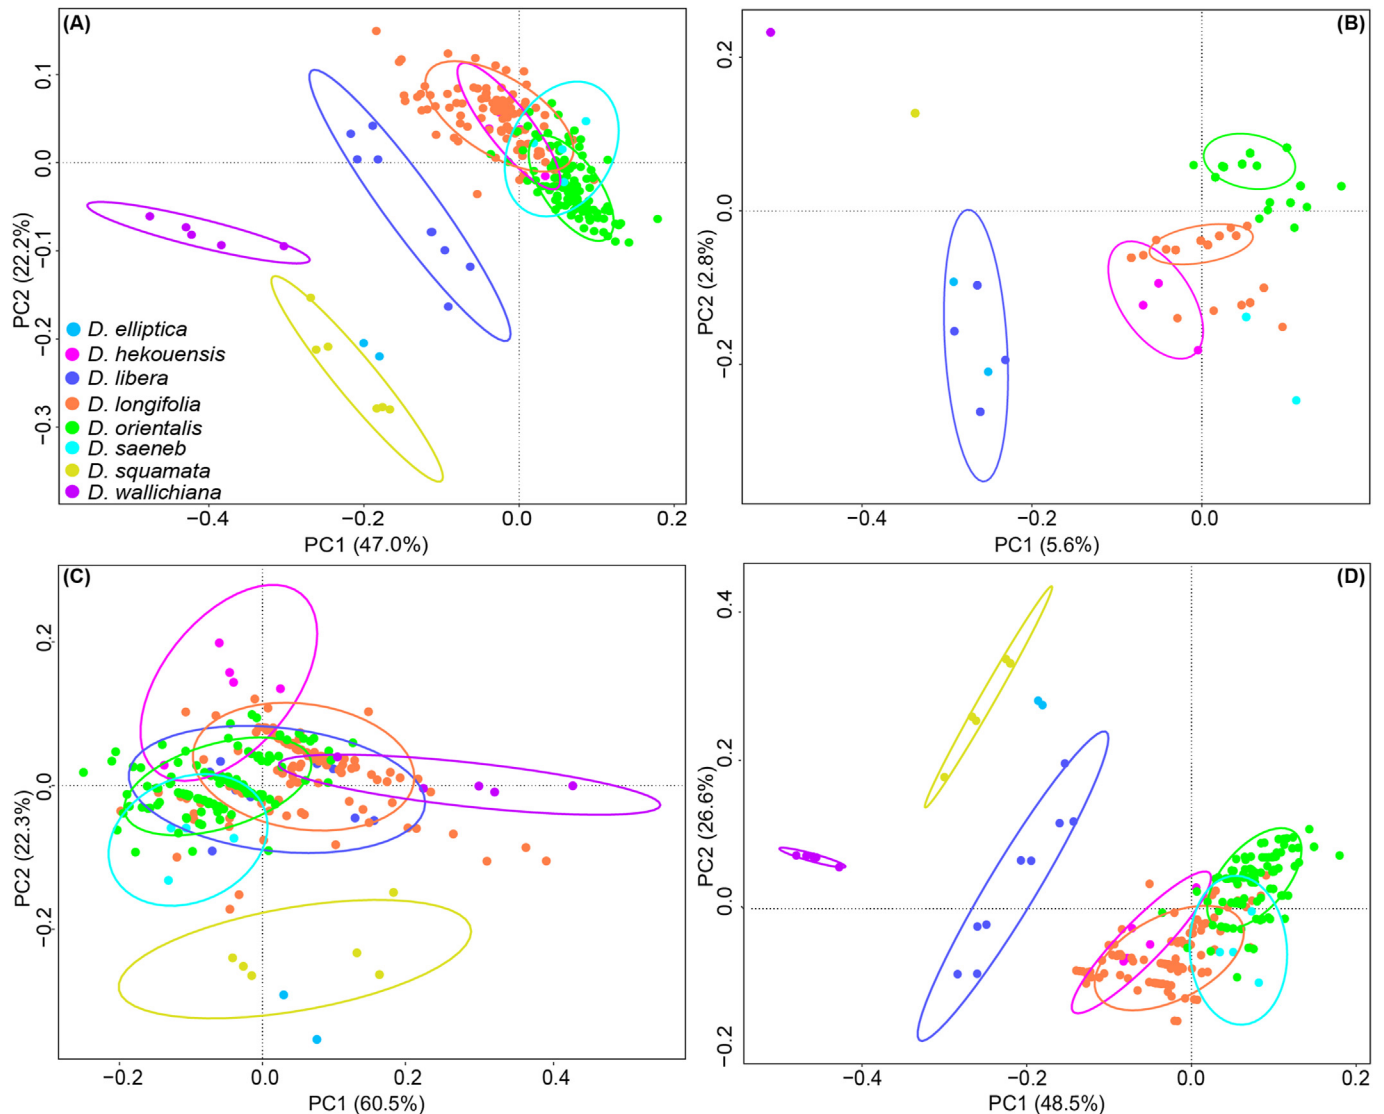 (A)
0.1
0.0
−0.1
−0.2
−0.3
PC2 (22.2%)
D. elliptica
D. hekouensis
D. libera
D. longifolia
D. orientalis
D. saeneb
D. squamata
D. wallichiana
−0.4
−0.2
0.0
0.2
PC1 (47.0%)
(B)
0.2
0.0
−0.2
PC2 (2.8%)
−0.4
−0.2
0.0
PC1 (5.6%)
(C)
0.2
0.0
−0.2
PC2 (22.3%)
−0.2
0.0
0.2
0.4
PC1 (60.5%)
(D)
0.4
0.2
0.0
−0.2
PC2 (26.6%)
−0.4
−0.2
0.0
0.2
PC1 (48.5%)